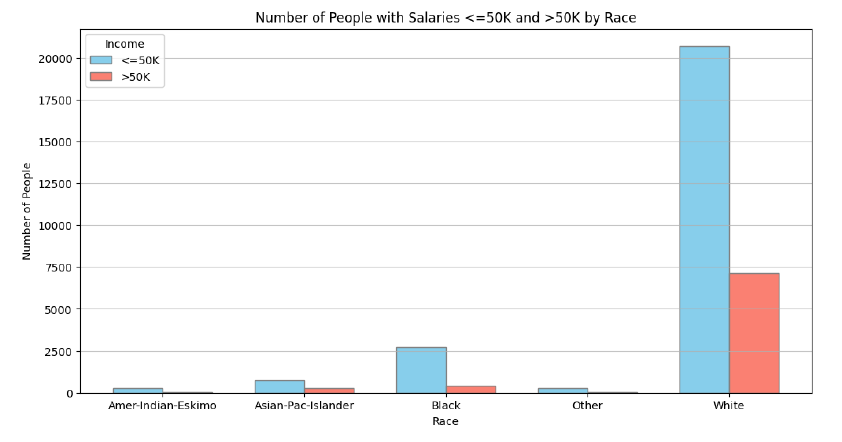 Number of People with Salaries <=50K and >50K by Race
Income
<=50K
>50K
Number of People
20000
17500
15000
12500
10000
7500
5000
2500
0
Amer-Indian-Eskimo Asian-Pac-Islander Black Other White
Race